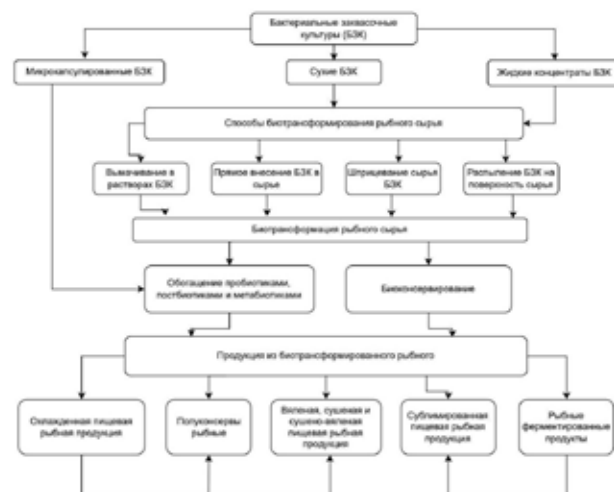 Бактериальные заквасочные
культуры (БЗК)
Микрокапсулированные БЗК
Сухие БЗК
Жидкие концентраты БЗК
Способы биотрансформирования рыбного сырья
Вымачивание в
растворах БЗК
Прямое внесение БЗК в
сырье
Шприцевание сырья
БЗК
Распыление БЗК на
поверхность сырья
Биотрансформация рыбного сырья
Обогащение пробиотиками,
постбиотиками и метабиотиками
Биоконсервирование
Продукция из биотрансформированного рыбного
Охлажденная пищевая
рыбная продукция
Полуконсервы
рыбные
Вяленая, сушеная и
сушено-вяленая
пищевая рыбная
продукция
Сублимированная
пищевая рыбная
продукция
Рыбные
ферментированные
продукты